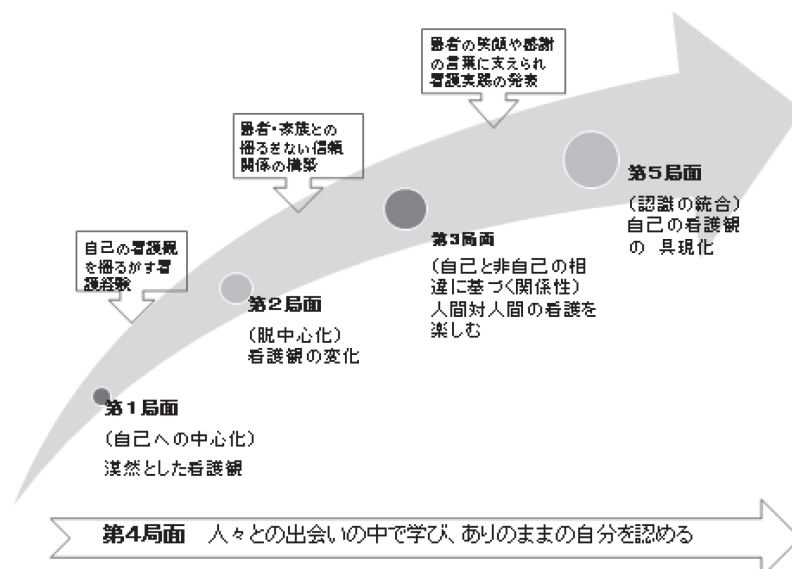 患者の笑顔や感謝
の言葉に支えられ
看護実践の発表
患者・家族との
揺るぎない信頼
関係の構築
自己の看護観
を揺るがす看
護経験
第5局面
（認識の統合）
自己の看護観
の 具現化
第3局面
（自己と非自己の相
違に基づく関係性）
人間対人間の看護を
楽しむ
第2局面
（脱中心化）
看護観の変化
第1局面
（自己への中心化）
漠然とした看護観
第4局面 人々との出会いの中で学び、ありのままの自分を認める